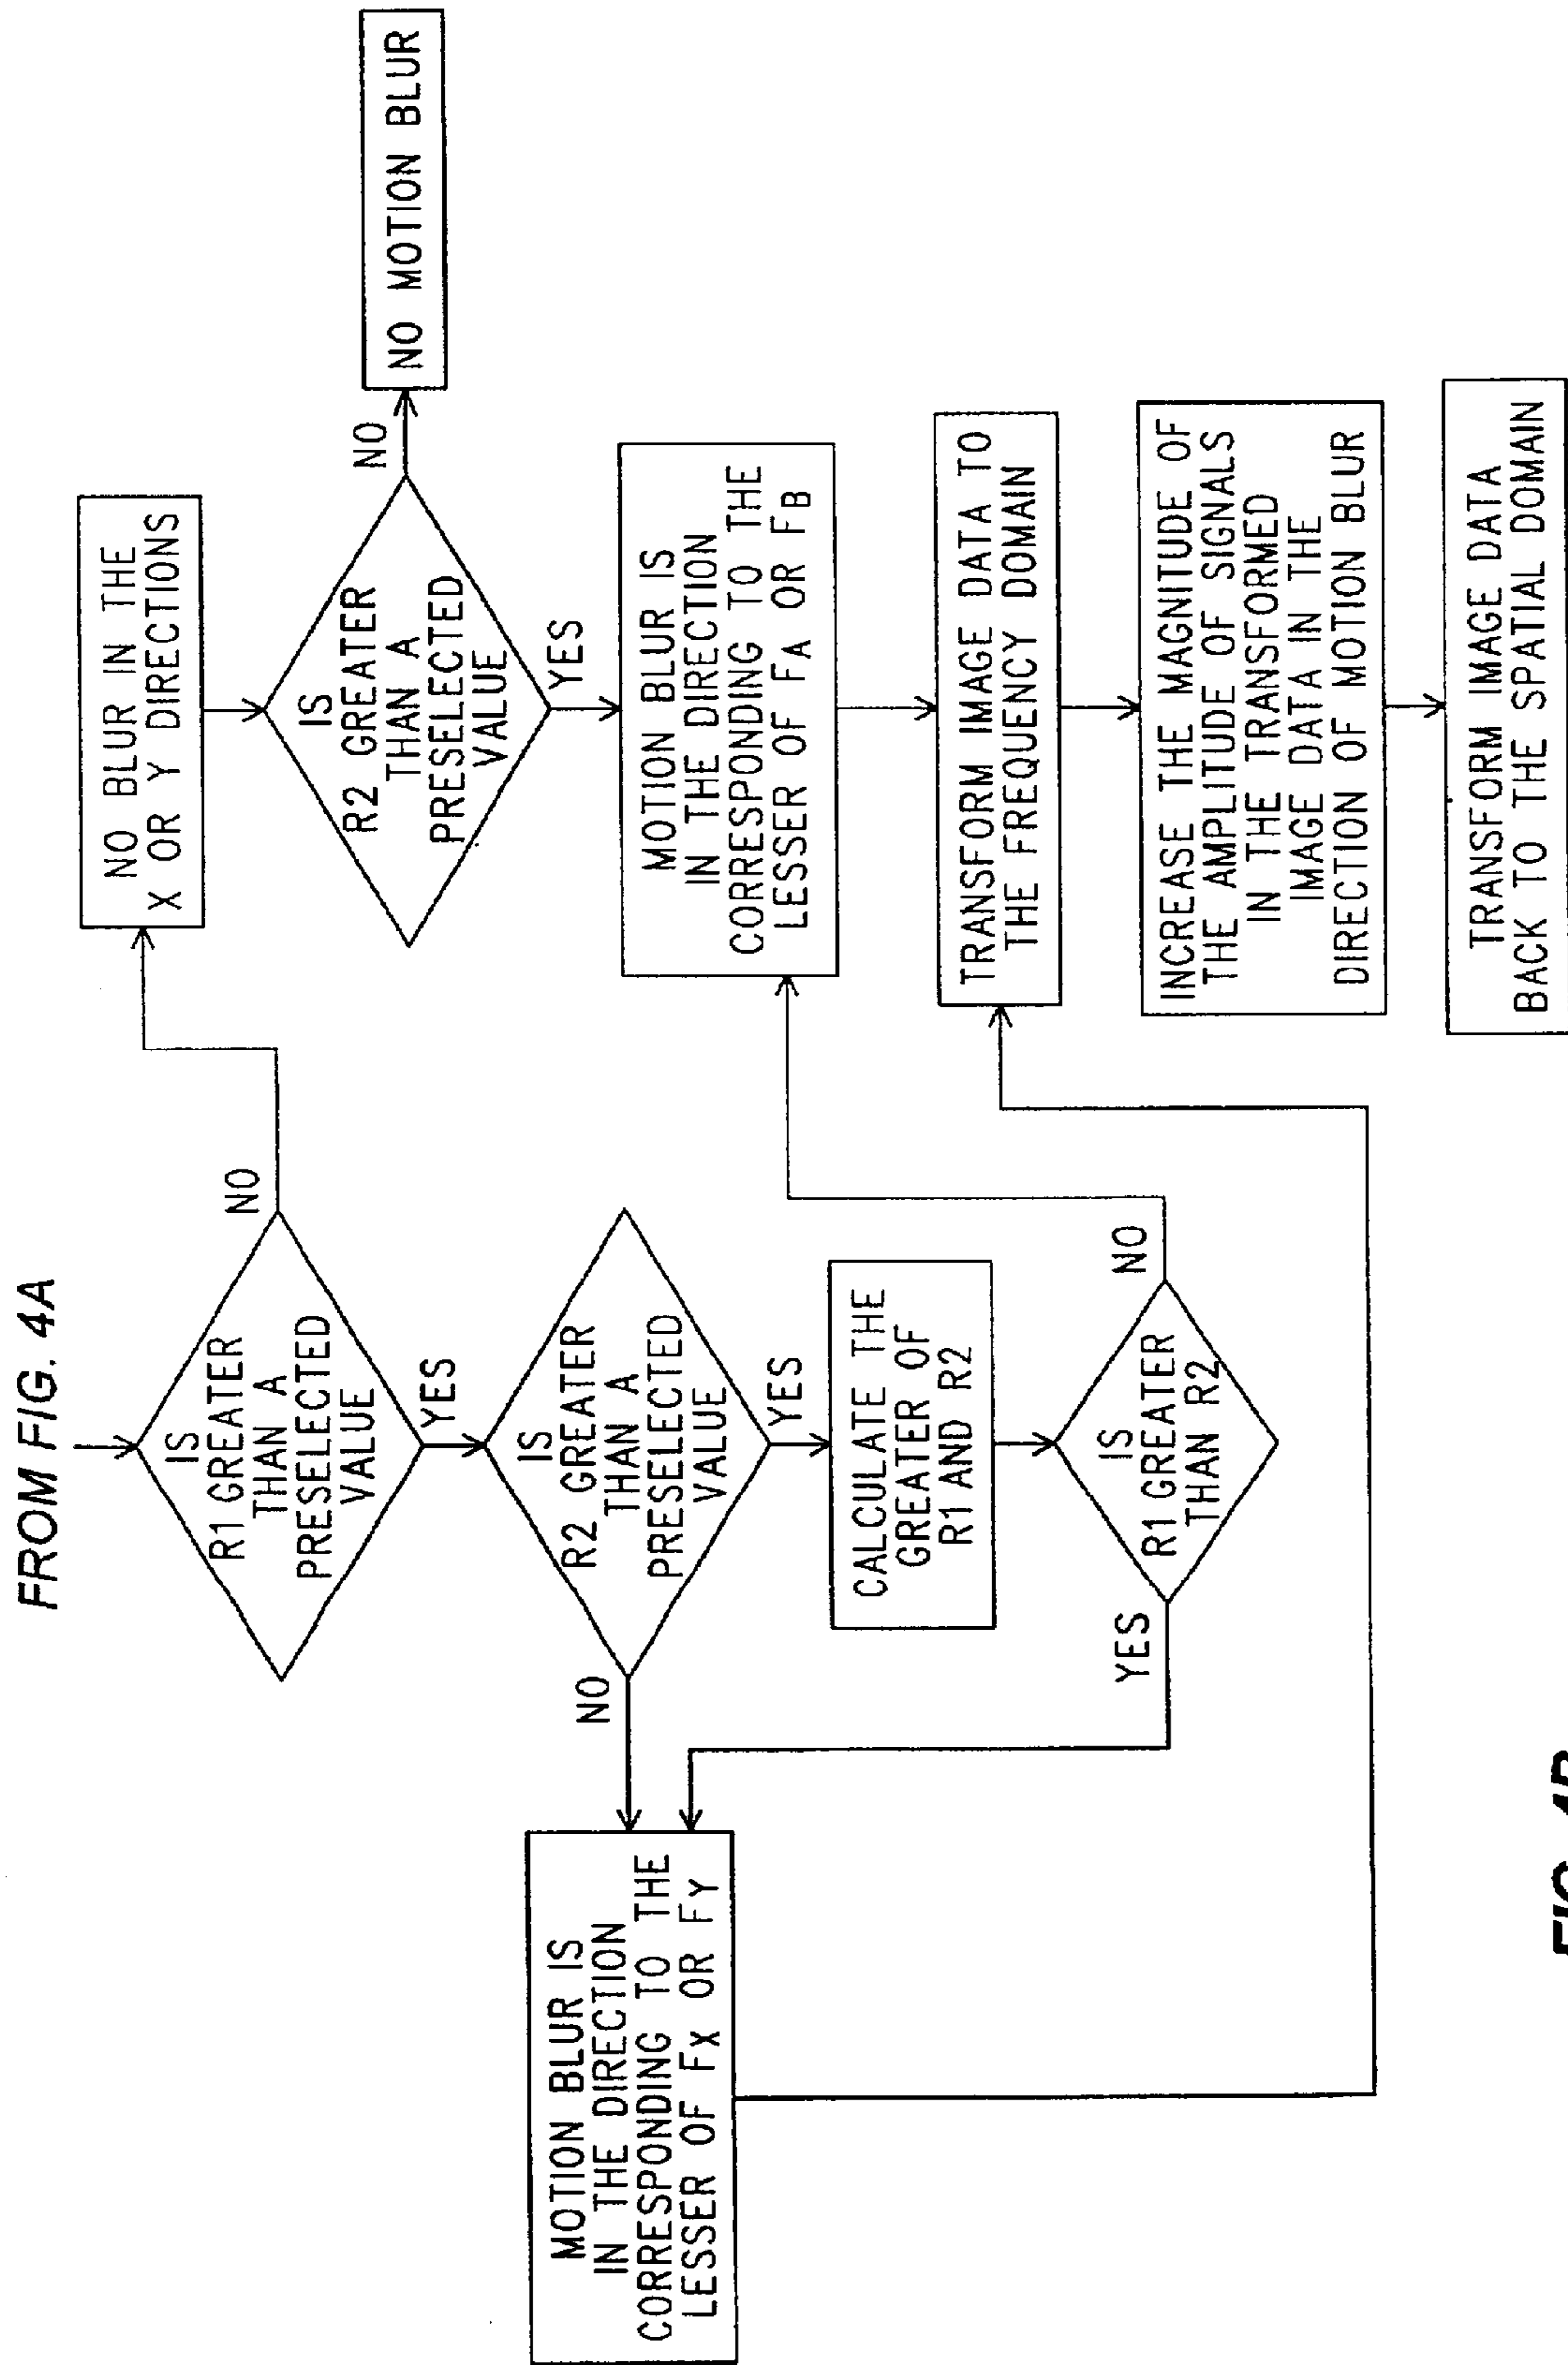 FROM FIG. 4A
IS
R1 GREATER
THAN A
PRESELECTED
VALUE
NO
YES
NO BLUR IN THE
X OR Y DIRECTIONS
IS
R2 GREATER
THAN A
PRESELECTED
VALUE
NO
YES
NO MOTION BLUR
IS
R2 GREATER
THAN A
PRESELECTED
VALUE
NO
YES
MOTION BLUR IS
IN THE DIRECTION
CORRESPONDING TO THE
LESSER OF FX OR FY
MOTION BLUR IS
IN THE DIRECTION
CORRESPONDING TO THE
LESSER OF FA OR FB
CALCULATE THE
GREATER OF
R1 AND R2
IS
R1 GREATER
THAN R2
YES
NO
TRANSFORM IMAGE DATA TO
THE FREQUENCY DOMAIN
INCREASE THE MAGNITUDE OF
THE AMPLITUDE OF SIGNALS
IN THE TRANSFORMED
IMAGE DATA IN THE
DIRECTION OF MOTION BLUR
TRANSFORM IMAGE DATA
BACK TO THE SPATIAL DOMAIN